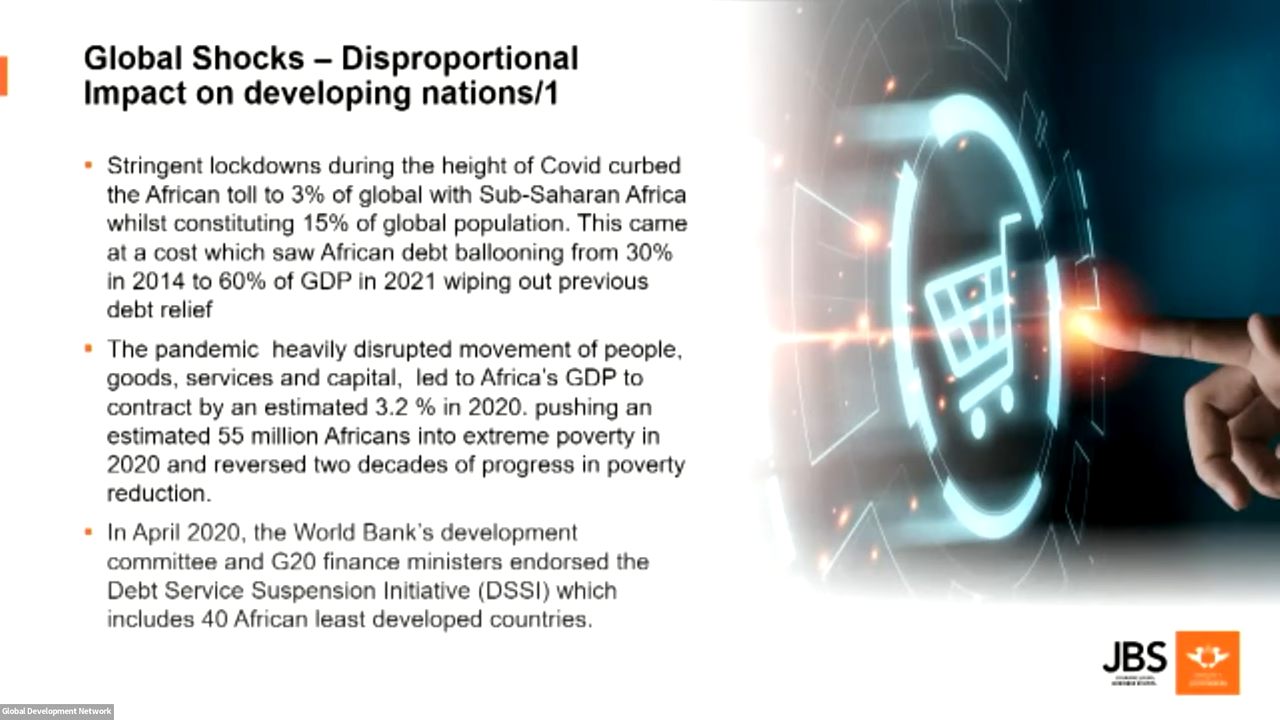 Global Shocks – Disproportional
Impact on developing nations/1
▪ Stringent lockdowns during the height of Covid curbed
the African toll to 3% of global with Sub-Saharan Africa
whilst constituting 15% of global population. This came
at a cost which saw African debt ballooning from 30%
in 2014 to 60% of GDP in 2021 wiping out previous
debt relief
▪ The pandemic  heavily disrupted movement of people,
goods, services and capital,  led to Africa's GDP to
contract by an estimated 3.2 % in 2020. pushing an
estimated 55 million Africans into extreme poverty in
2020 and reversed two decades of progress in poverty
reduction.
▪ In April 2020, the World Bank's development
committee and G20 finance ministers endorsed the
Debt Service Suspension Initiative (DSSI) which
includes 40 African least developed countries.
JBS
Global Development Network